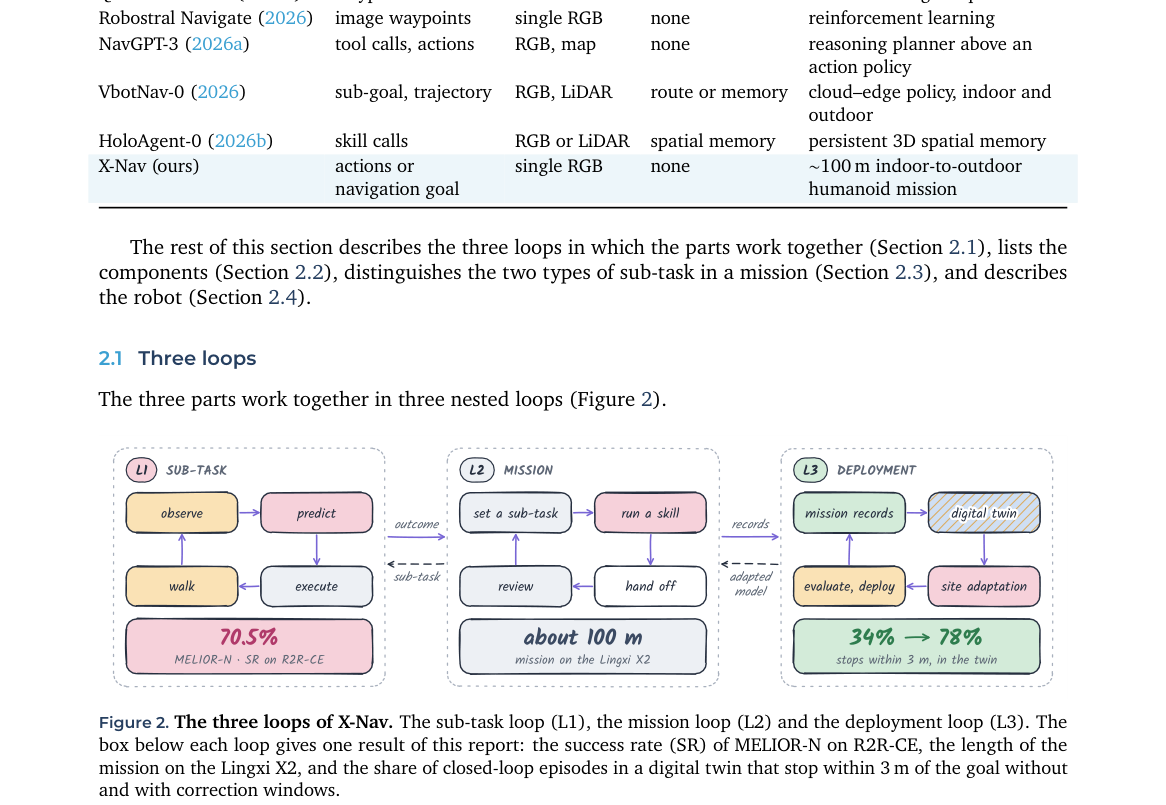 Robostral Navigate (2026) image waypoints single RGB none reinforcement learning
NavGPT-3 (2026a) tool calls, actions RGB, map none reasoning planner above an
action policy
VbotNav-0 (2026) sub-goal, trajectory RGB, LiDAR route or memory cloud–edge policy, indoor and
outdoor
HoloAgent-0 (2026b) skill calls RGB or LiDAR spatial memory persistent 3D spatial memory
X-Nav (ours) actions or single RGB none ~100 m indoor-to-outdoor
navigation goal humanoid mission
The rest of this section describes the three loops in which the parts work together (Section 2.1), lists the
components (Section 2.2), distinguishes the two types of sub-task in a mission (Section 2.3), and describes
the robot (Section 2.4).
2.1 Three loops
The three parts work together in three nested loops (Figure 2).
L1 SUB-TASK
observe
predict
walk
execute
70.5%
MELIOR-N · SR on R2R-CE
outcome
sub-task
L2 MISSION
set a sub-task
run a skill
review
hand off
about 100 m
mission on the Lingxi X2
records
adapted
model
L3 DEPLOYMENT
mission records
digital twin
evaluate, deploy
site adaptation
34% → 78%
stops within 3 m, in the twin
Figure 2. The three loops of X-Nav. The sub-task loop (L1), the mission loop (L2) and the deployment loop (L3). The
box below each loop gives one result of this report: the success rate (SR) of MELIOR-N on R2R-CE, the length of the
mission on the Lingxi X2, and the share of closed-loop episodes in a digital twin that stop within 3 m of the goal without
and with correction windows.